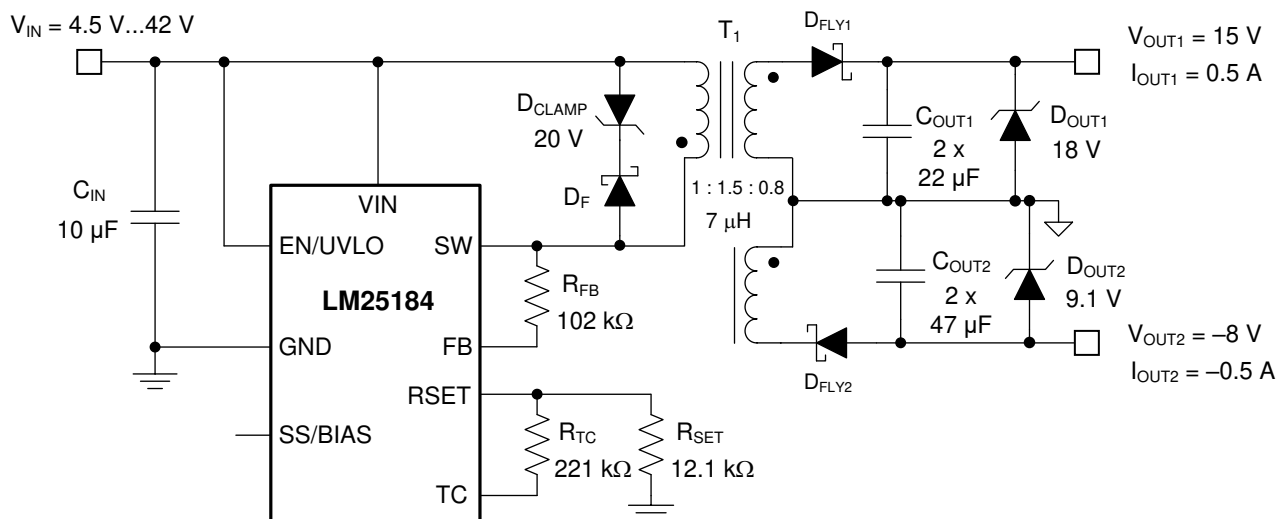 V_IN = 4.5 V...42 V
T_1
D_FLY1
V_OUT1 = 15 V
I_OUT1 = 0.5 A
D_CLAMP
20 V
C_OUT1
2 x
22 µF
D_OUT1
18 V
C_IN
10 µF
D_F
1 : 1.5 : 0.8
7 µH
VIN
EN/UVLO
SW
LM25184
R_FB
102 kΩ
C_OUT2
2 x
47 µF
D_OUT2
9.1 V
GND
FB
D_FLY2
V_OUT2 = –8 V
I_OUT2 = –0.5 A
RSET
SS/BIAS
R_TC
221 kΩ
R_SET
12.1 kΩ
TC